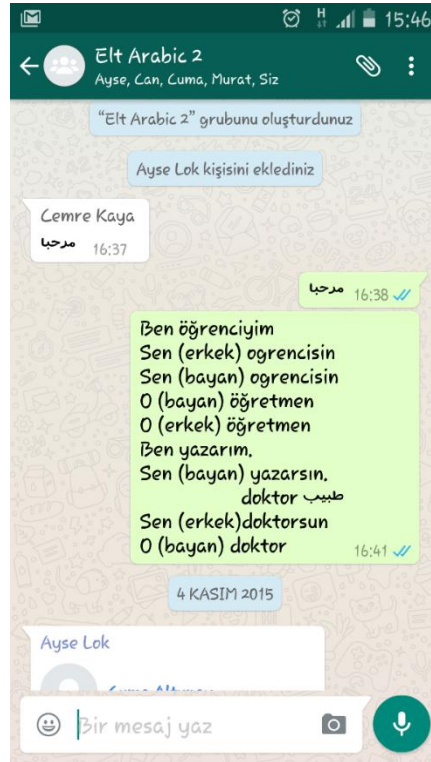 H 15:46
Elt Arabic 2
Ayse, Can, Cuma, Murat, Siz
“Elt Arabic 2” grubunu oluşturdunuz
Ayse Lok kişisini eklediniz
Cemre Kaya
مرحبا 16:37
مرحبا 16:38
Ben öğrenciyim
Sen (erkek) ogrencisin
Sen (bayan) ogrencisin
O (bayan) öğretmen
O (erkek) öğretmen
Ben yazarım.
Sen (bayan) yazarsın.
doktor طبيب
Sen (erkek)doktorsun
O (bayan) doktor 16:41
4 KASIM 2015
Ayse Lok
Bir mesaj yaz